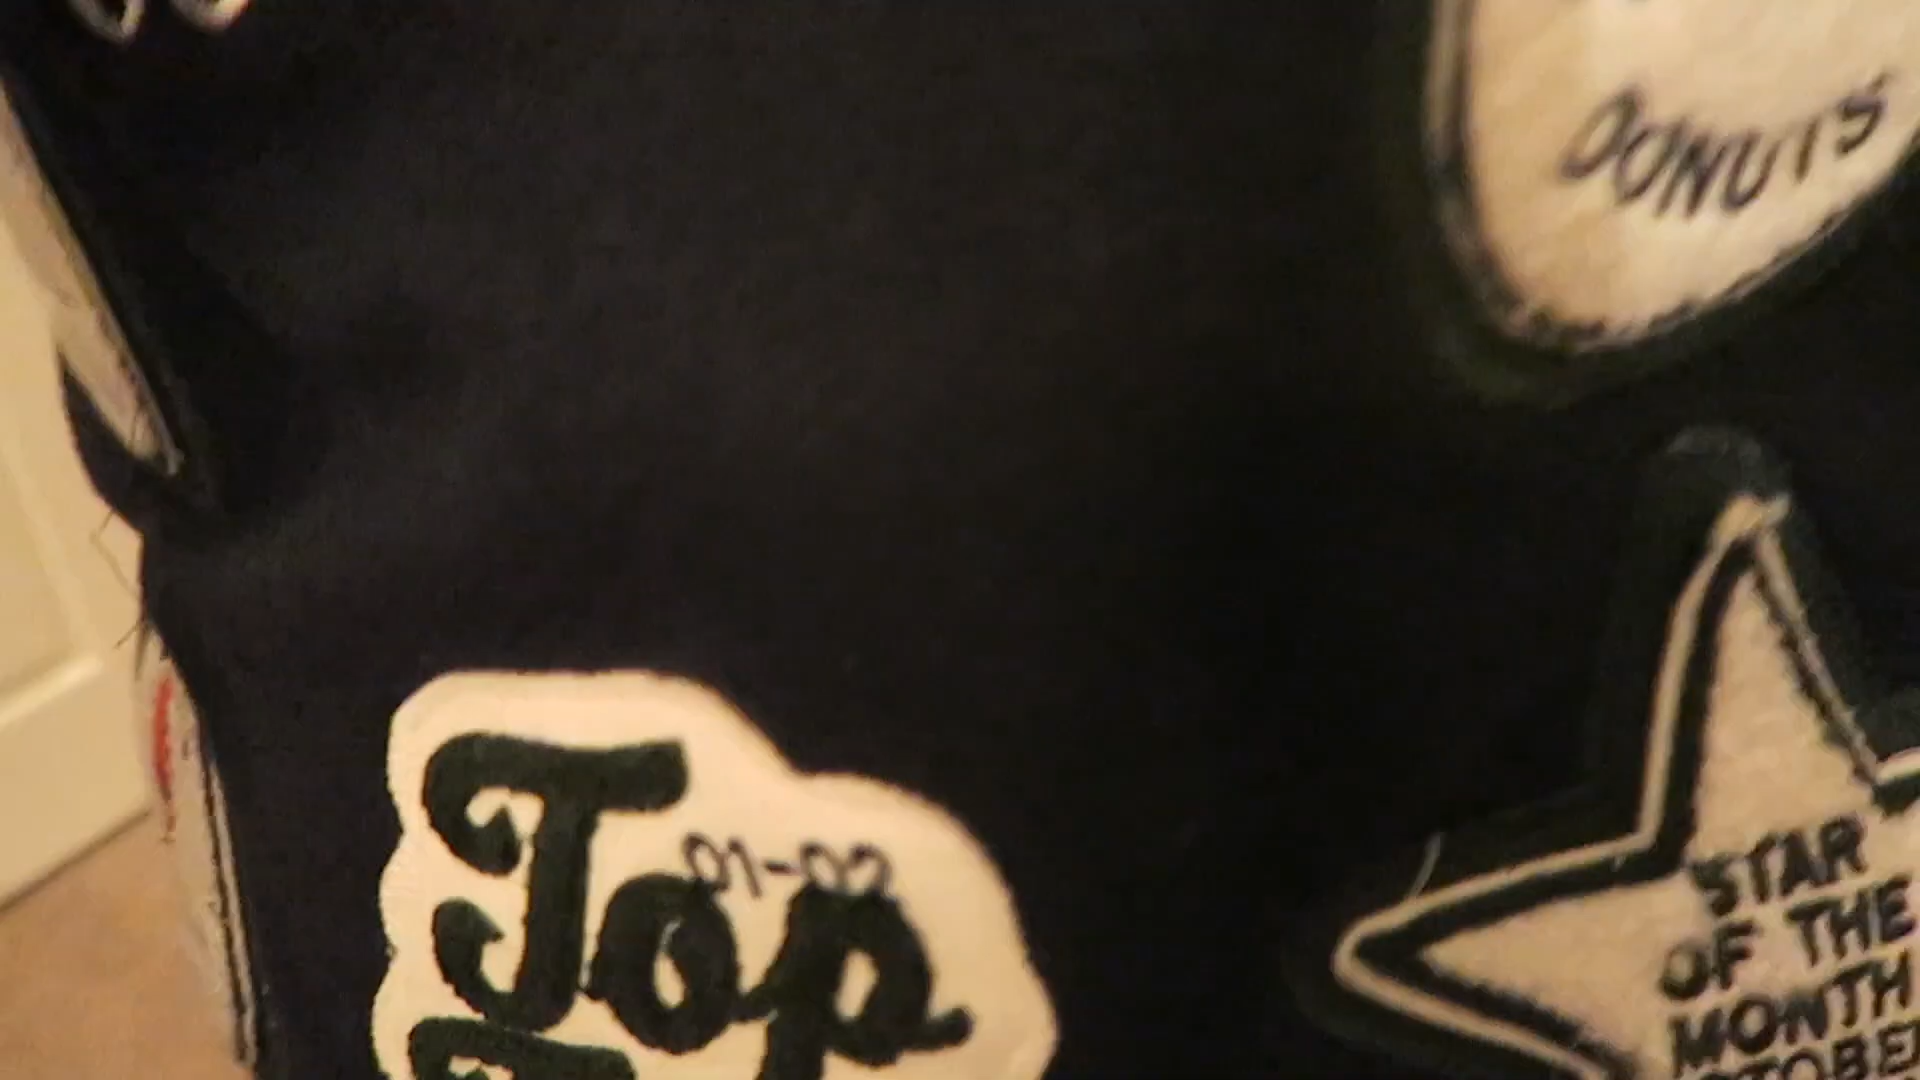 DONUTS
01-02
Top
STAR
OF THE
MONTH